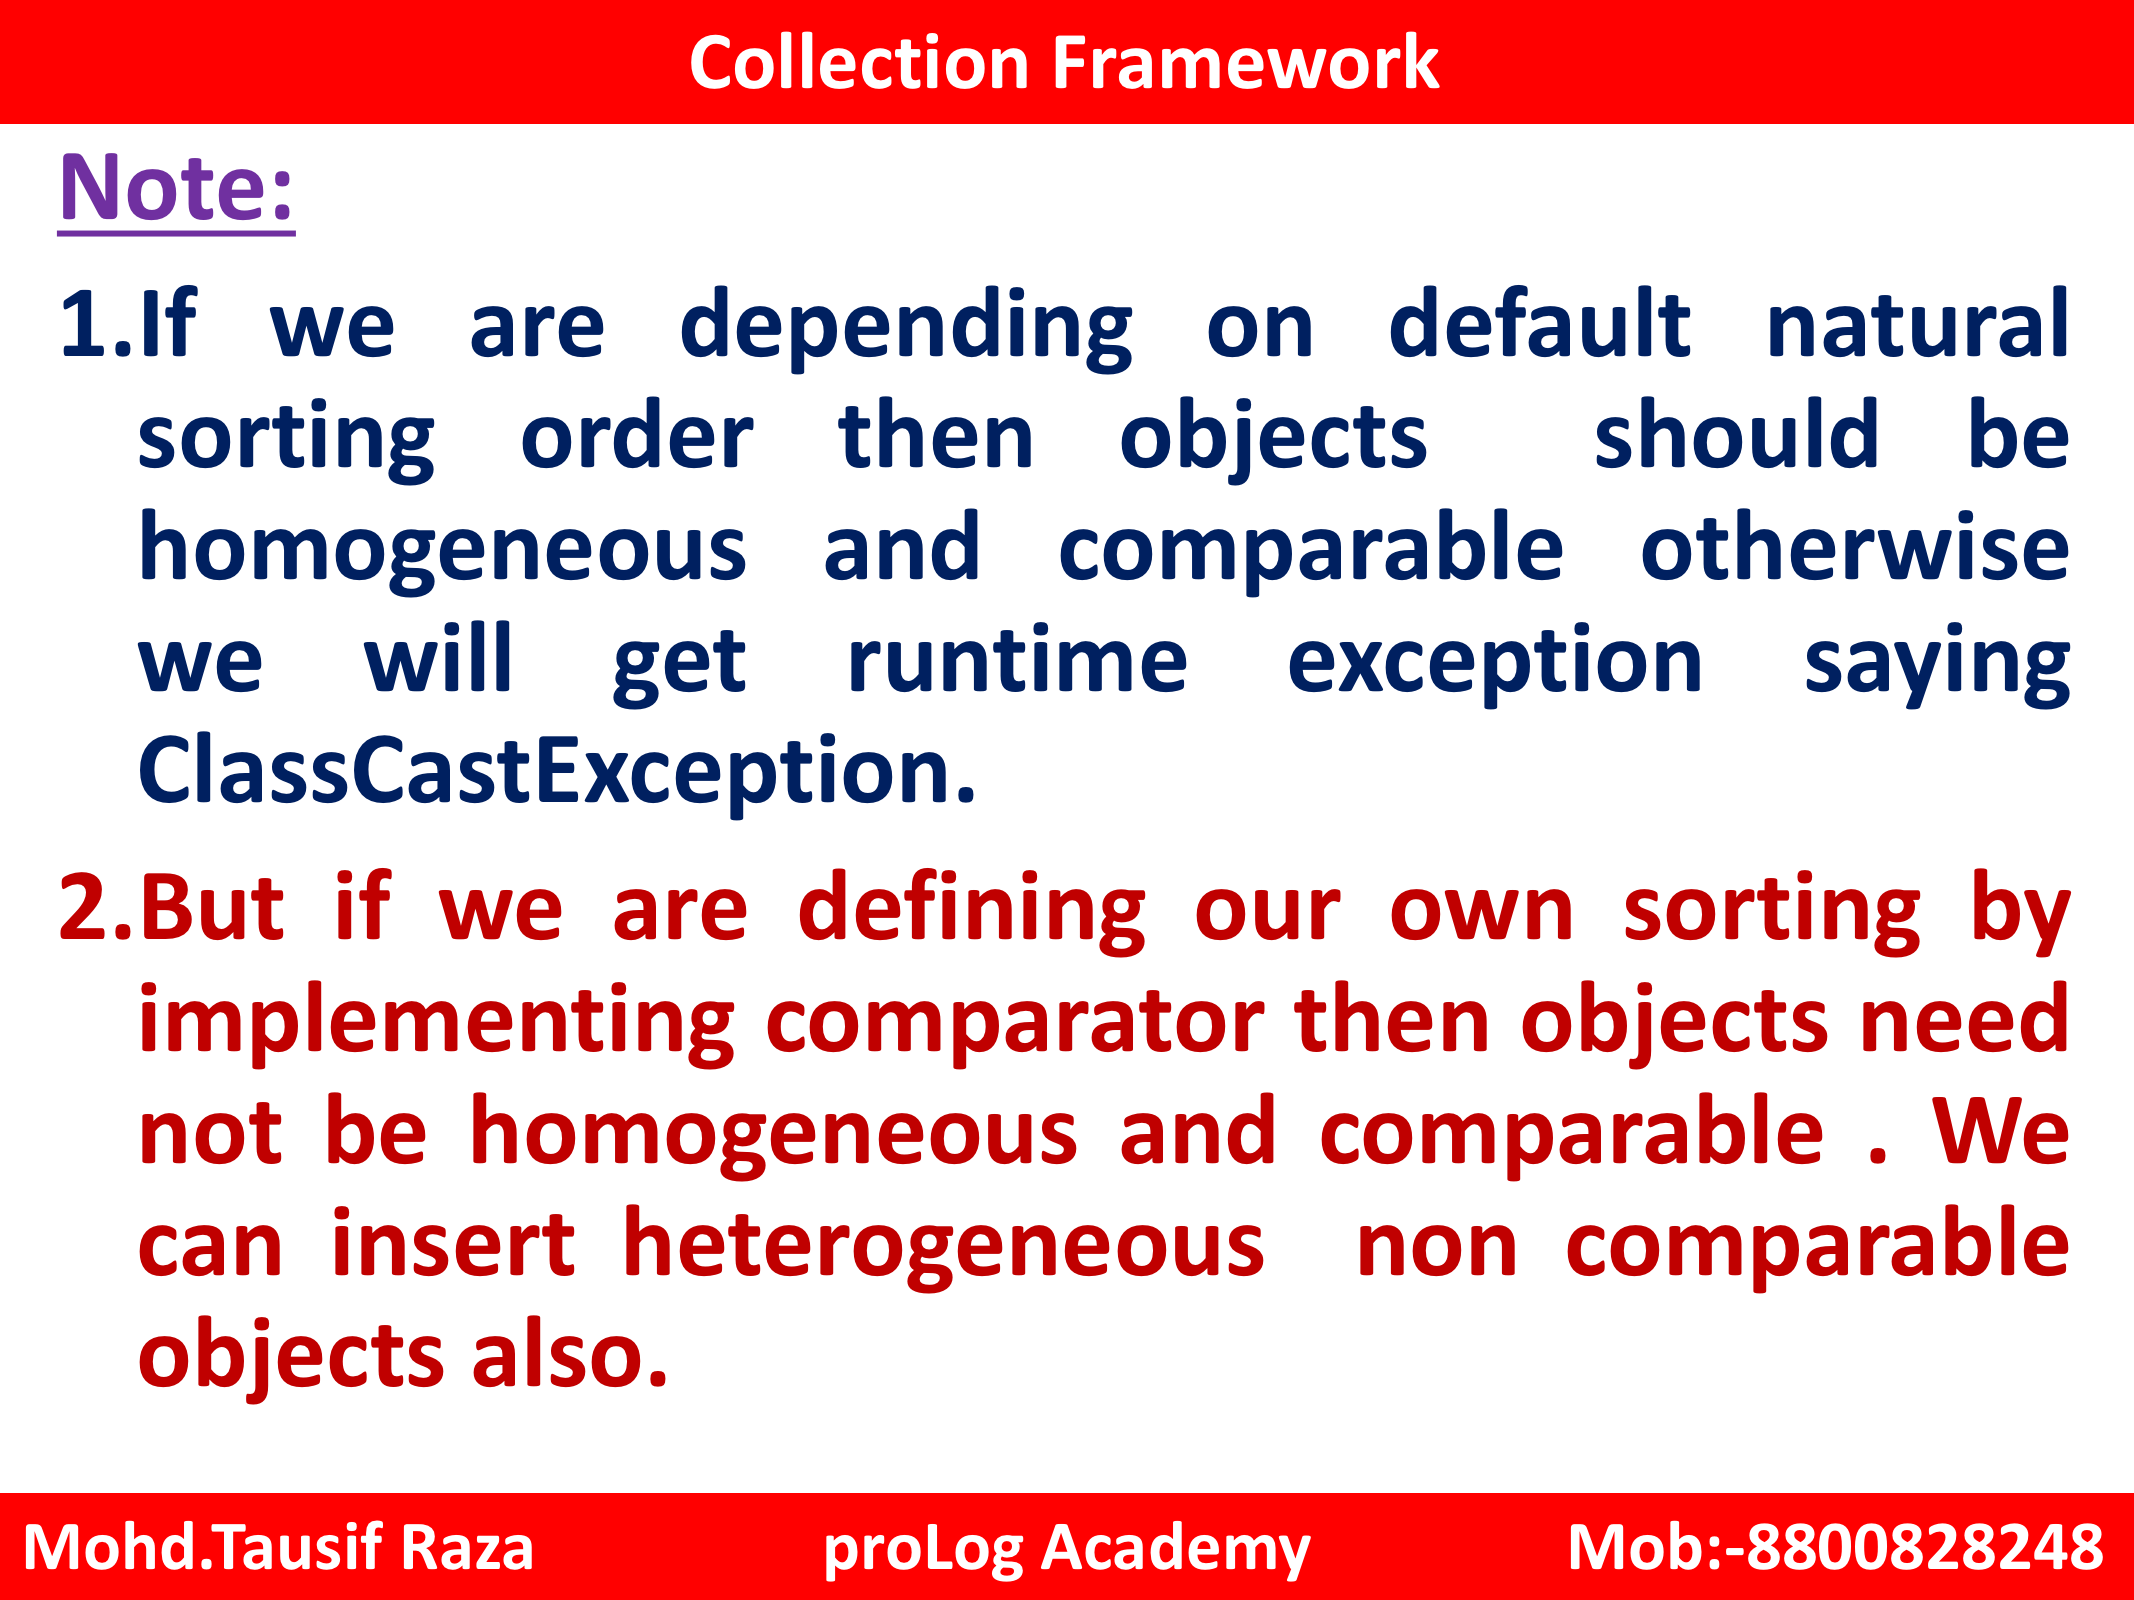 Collection Framework
Note:
1.If we are depending on default natural
sorting order then objects should be
homogeneous and comparable otherwise
we will get runtime exception saying
ClassCastException.
2.But if we are defining our own sorting by
implementing comparator then objects need
not be homogeneous and comparable . We
can insert heterogeneous non comparable
objects also.
Mohd.Tausif Raza proLog Academy Mob:-8800828248